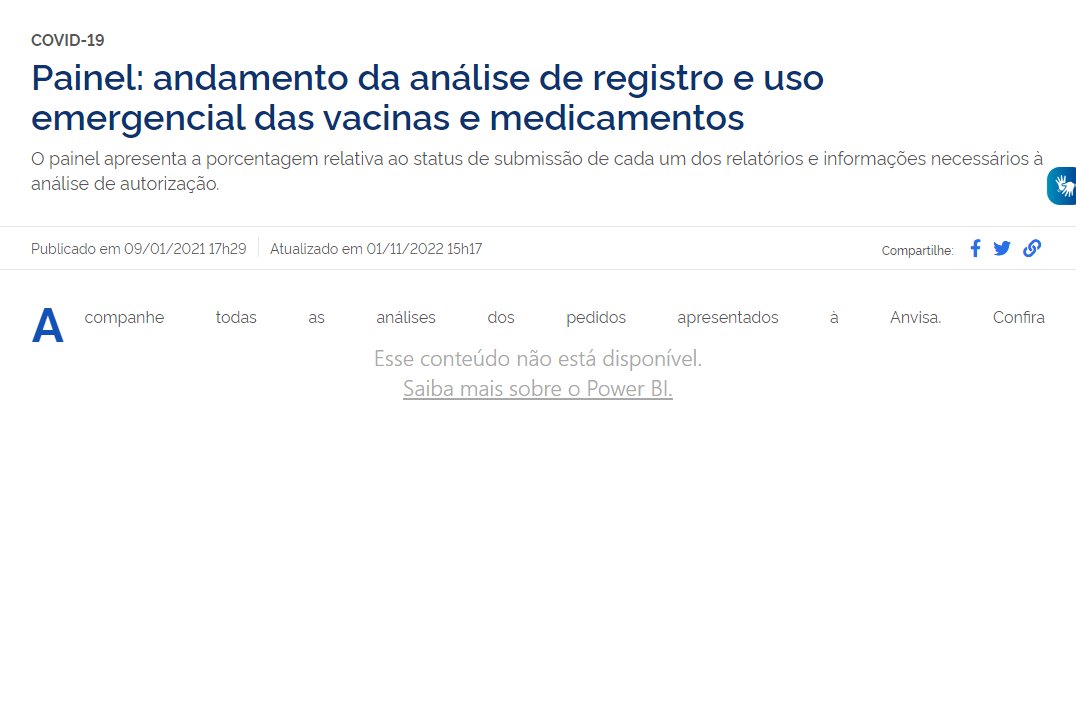 COVID-19
Painel: andamento da análise de registro e uso
emergencial das vacinas e medicamentos
O painel apresenta a porcentagem relativa ao status de submissão de cada um dos relatórios e informações necessários à
análise de autorização.
Publicado em 09/01/2021 17h29 Atualizado em 01/11/2022 15h17 Compartilhe:
Acompanhe todas as análises dos pedidos apresentados à Anvisa. Confira
Esse conteúdo não está disponível.
Saiba mais sobre o Power BI.